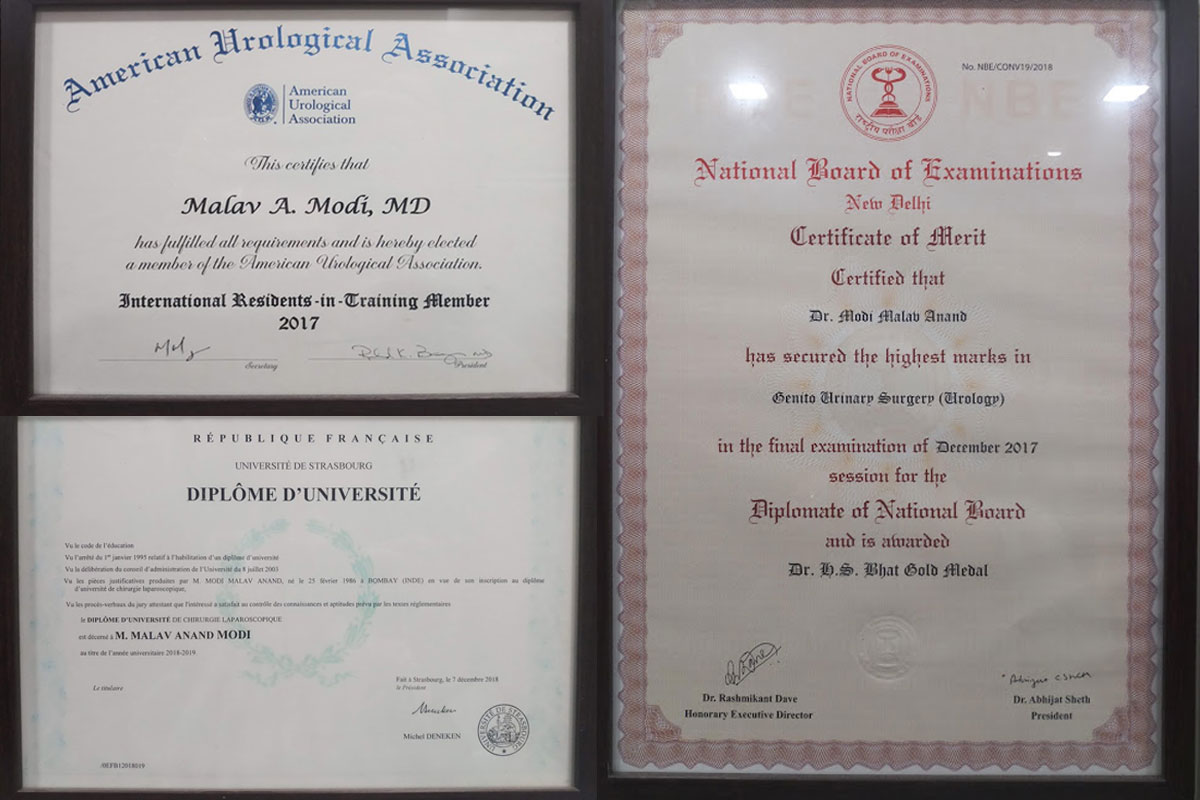 American Urological Association
American
Urological
Association
This certifies that
Malav A. Modi, MD
has fulfilled all requirements and is hereby elected
a member of the American Urological Association.
International Residents-in-Training Member
2017
Secretary
President
RÉPUBLIQUE FRANÇAISE
UNIVERSITÉ DE STRASBOURG
DIPLÔME D'UNIVERSITÉ
Vu le code de l'éducation
Vu l'arrêté du 1er janvier 1995 relatif à l'habilitation d'un diplôme d'université
Vu la délibération du conseil d'administration de l'Université du 8 juillet 2003
Vu les pièces justificatives produites par M. MODI MALAV ANAND, né le 25 février 1986 à BOMBAY (INDE) en vue de son inscription au diplôme
d'université de chirurgie laparoscopique,
Vu les procès-verbaux du jury attestant que l'intéressé a satisfait au contrôle des connaissances et aptitudes prévu par les textes réglementaires
le DIPLÔME D'UNIVERSITÉ DE CHIRURGIE LAPAROSCOPIQUE
est décerné à M. MALAV ANAND MODI
au titre de l'année universitaire 2018-2019
Le titulaire
Fait à Strasbourg, le 7 décembre 2018
le Président
Michel DENEKEN
UNIVERSITÉ DE STRASBOURG
/0EFB12018019
NATIONAL BOARD OF EXAMINATIONS
राष्ट्रीय परीक्षा बोर्ड
No. NBE/CONV19/2018
NBE
National Board of Examinations
New Delhi
Certificate of Merit
Certified that
Dr. Modi Malav Anand
has secured the highest marks in
Genito Urinary Surgery (Urology)
in the final examination of December 2017
session for the
Diplomate of National Board
and is awarded
Dr. H.S. Bhat Gold Medal
Dr. Rashmikant Dave
Honorary Executive Director
Dr. Abhijat Sheth
President